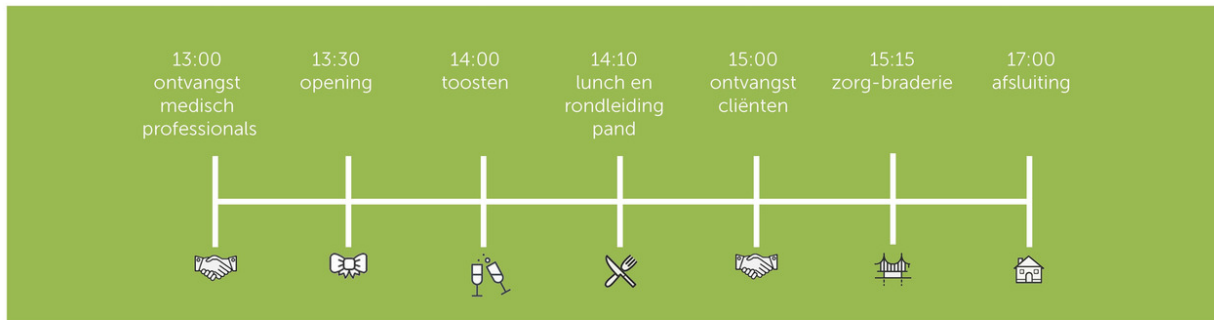 13:00
ontvangst
medisch
professionals
13:30
opening
14:00
toosten
14:10
lunch en
rondleiding
pand
15:00
ontvangst
cliënten
15:15
zorg-braderie
17:00
afsluiting